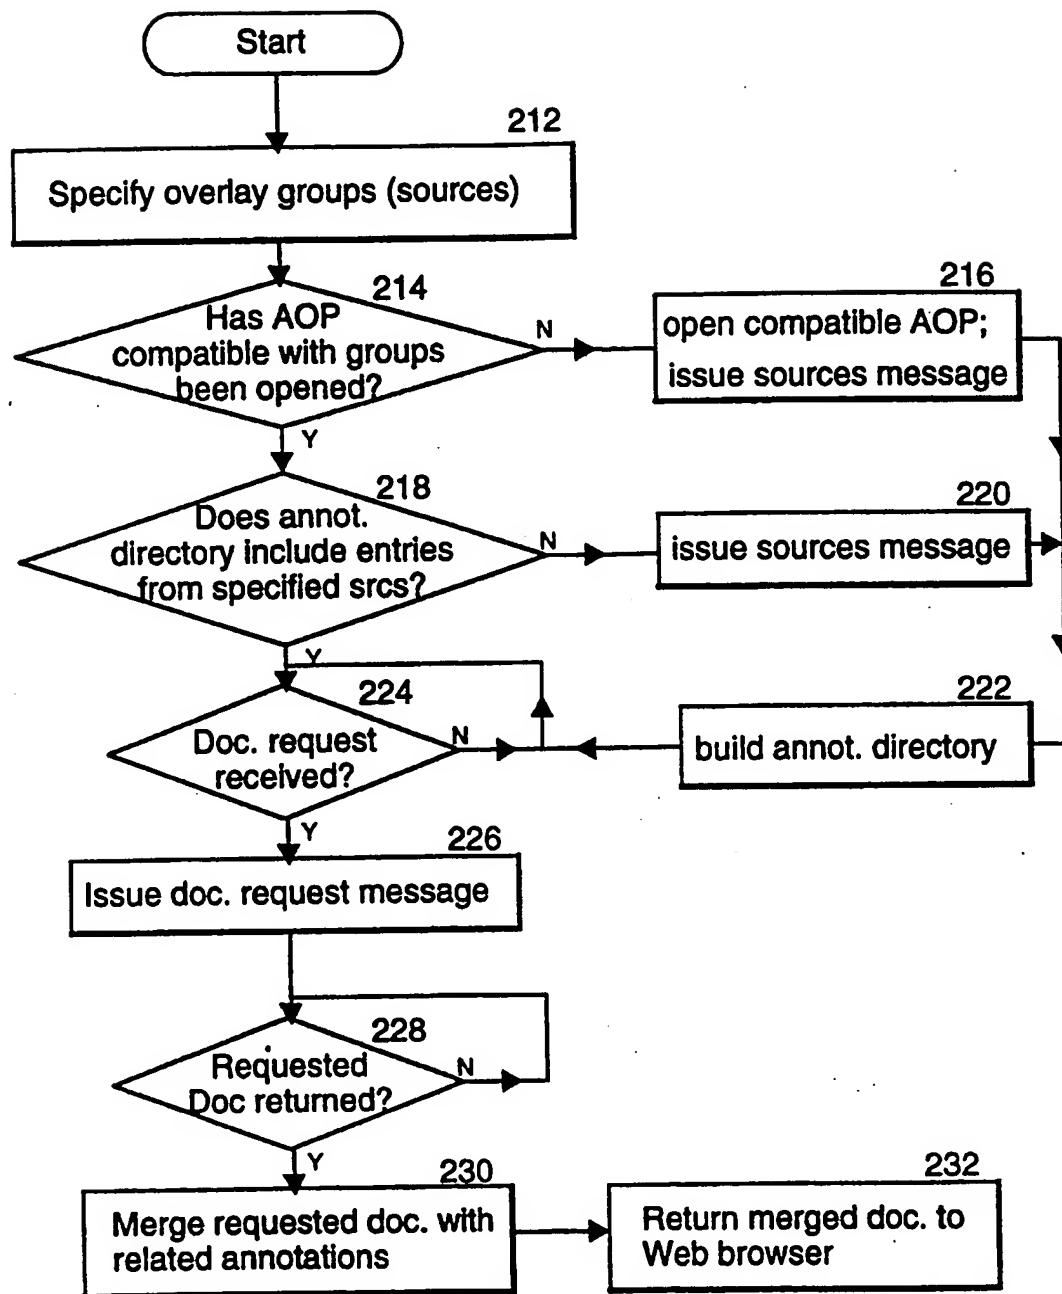 Start
212
Specify overlay groups (sources)
214
Has AOP
compatible with groups
been opened?
N
216
open compatible AOP;
issue sources message
Y
218
Does annot.
directory include entries
from specified srcs?
N
220
issue sources message
Y
224
Doc. request
received?
N
222
build annot. directory
Y
226
Issue doc. request message
228
Requested
Doc returned?
N
Y
230
Merge requested doc. with
related annotations
232
Return merged doc. to
Web browser